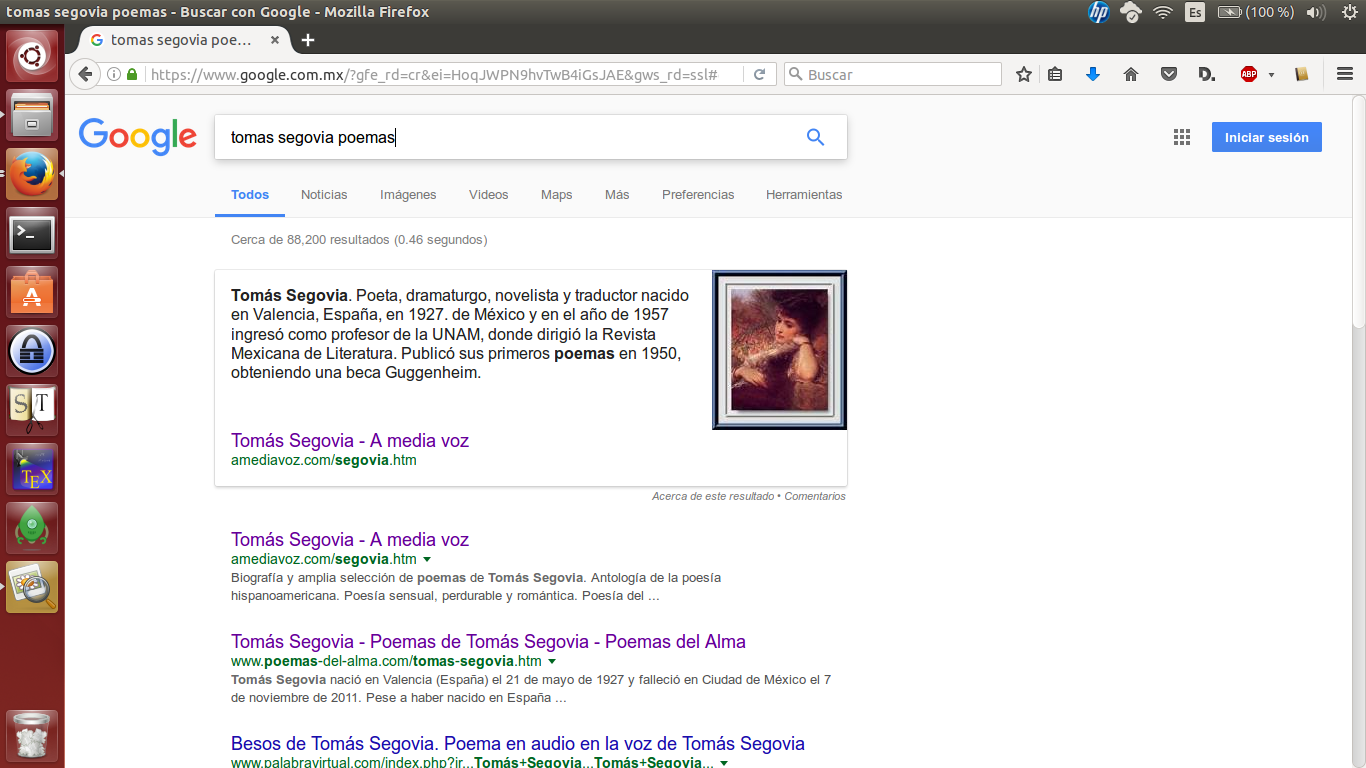 tomas segovia poemas - Buscar con Google - Mozilla Firefox
hp
Es
(100 %)
tomas segovia poe…
https://www.google.com.mx/?gfe_rd=cr&ei=HoqJWPN9hvTwB4iGsJAE&gws_rd=ssl#
Buscar
D.
ABP
Google
tomas segovia poemas
Iniciar sesión
Todos
Noticias
Imágenes
Videos
Maps
Más
Preferencias
Herramientas
Cerca de 88,200 resultados (0.46 segundos)
Tomás Segovia. Poeta, dramaturgo, novelista y traductor nacido
en Valencia, España, en 1927. de México y en el año de 1957
ingresó como profesor de la UNAM, donde dirigió la Revista
Mexicana de Literatura. Publicó sus primeros poemas en 1950,
obteniendo una beca Guggenheim.
Tomás Segovia - A media voz
amediavoz.com/segovia.htm
Acerca de este resultado • Comentarios
Tomás Segovia - A media voz
amediavoz.com/segovia.htm
Biografía y amplia selección de poemas de Tomás Segovia. Antología de la poesía
hispanoamericana. Poesía sensual, perdurable y romántica. Poesía del ...
Tomás Segovia - Poemas de Tomás Segovia - Poemas del Alma
www.poemas-del-alma.com/tomas-segovia.htm
Tomás Segovia nació en Valencia (España) el 21 de mayo de 1927 y falleció en Ciudad de México el 7
de noviembre de 2011. Pese a haber nacido en España ...
Besos de Tomás Segovia. Poema en audio en la voz de Tomás Segovia
www.palabravirtual.com/index.php?ir...Tomás+Segovia...Tomás+Segovia...
>_
A
S T
TEX